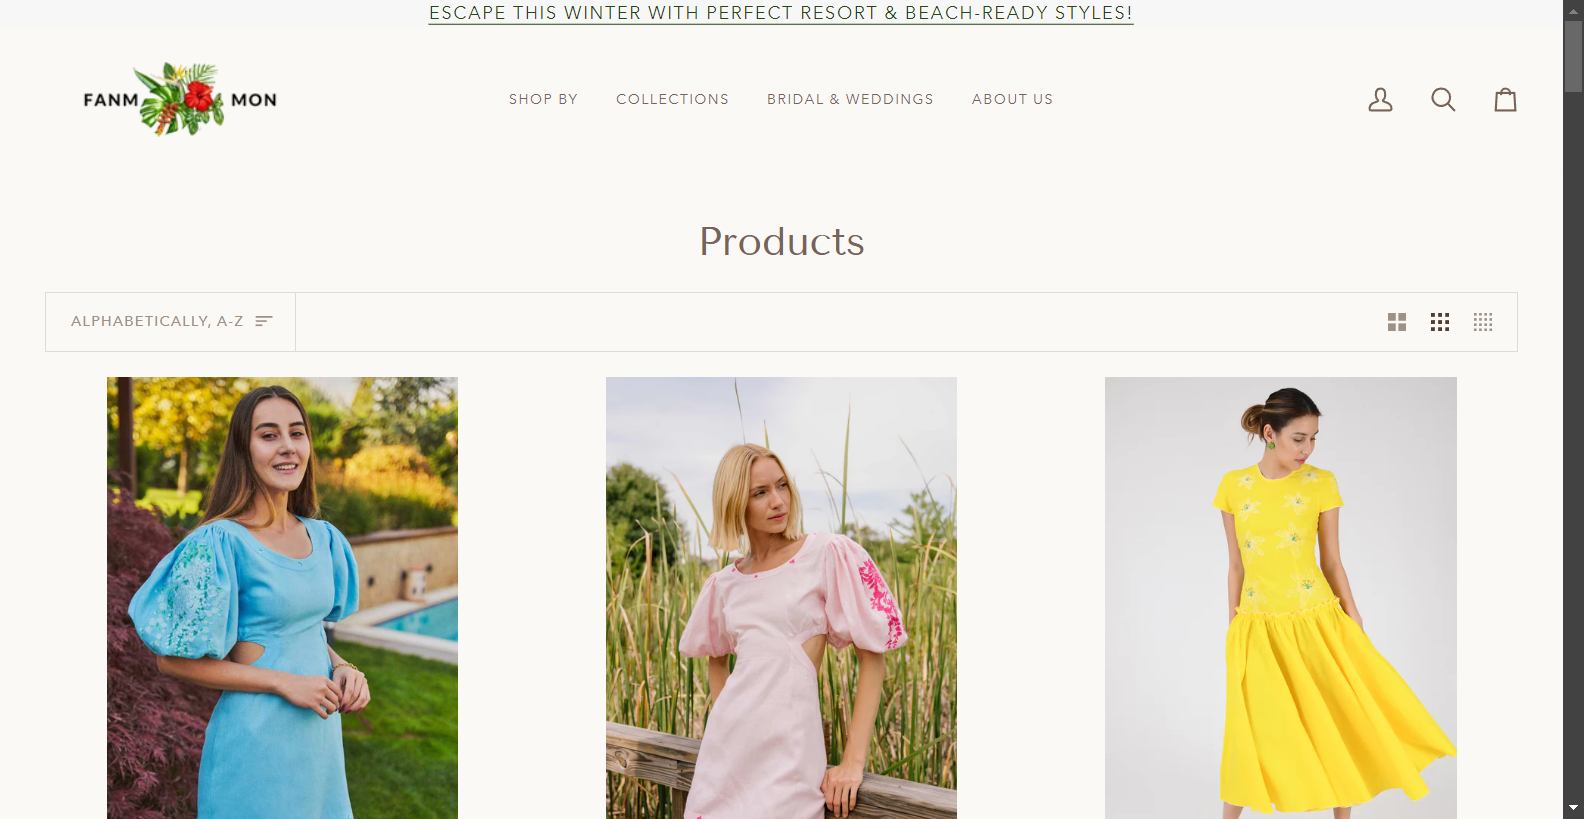 ESCAPE THIS WINTER WITH PERFECT RESORT & BEACH-READY STYLES!
FANM MON
SHOP BY
COLLECTIONS
BRIDAL & WEDDINGS
ABOUT US
Products
ALPHABETICALLY, A-Z